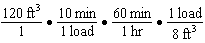 120 ft³/1 • 10 min/1 load • 60 min/1 hr • 1 load/8 ft³